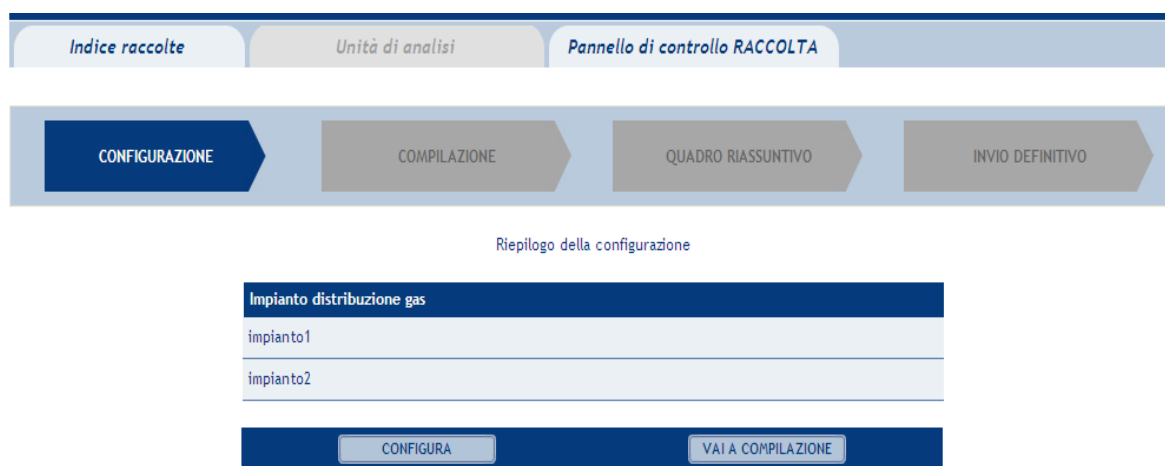 Indice raccolte
Unità di analisi
Pannello di controllo RACCOLTA
CONFIGURAZIONE
COMPILAZIONE
QUADRO RIASSUNTIVO
INVIO DEFINITIVO
Riepilogo della configurazione
Impianto distribuzione gas
impianto1
impianto2
CONFIGURA
VAI A COMPILAZIONE